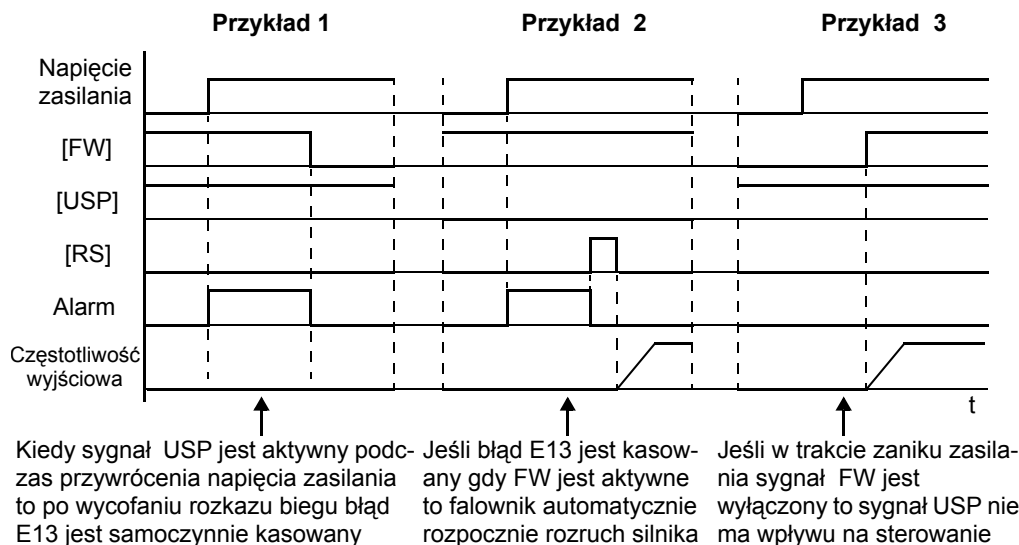 Przykład 1
Przykład 2
Przykład 3
Napięcie
zasilania
[FW]
[USP]
[RS]
Alarm
Częstotliwość
wyjściowa
t
Kiedy sygnał USP jest aktywny pod-
czas przywrócenia napięcia zasilania
to po wycofaniu rozkazu biegu błąd
E13 jest samoczynnie kasowany
Jeśli błąd E13 jest kasow-
any gdy FW jest aktywne
to falownik automatycznie
rozpocznie rozruch silnika
Jeśli w trakcie zaniku zasila-
nia sygnał FW jest
wyłączony to sygnał USP nie
ma wpływu na sterowanie